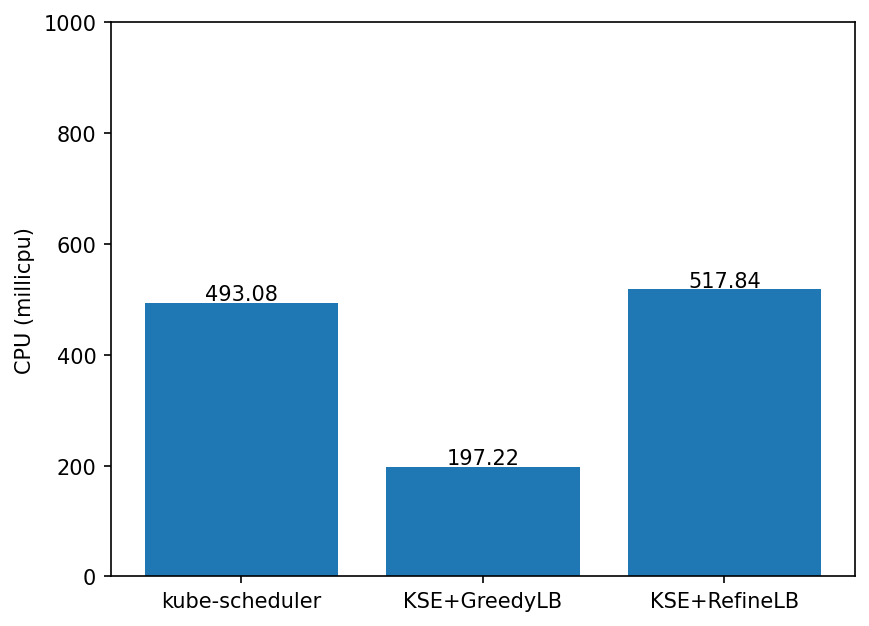 1000
800
600
400
200
0
CPU (millicpu)
493.08
197.22
517.84
kube-scheduler
KSE+GreedyLB
KSE+RefineLB